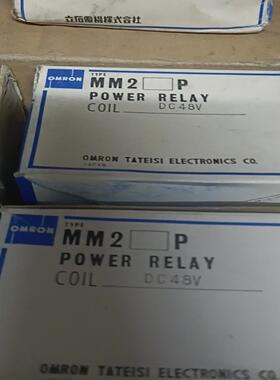 OMRON
立石電機株式会社
OMRON
TYPE
MM2 P
POWER RELAY
COIL DC48V
OMRON TATEISI ELECTRONICS CO.
JAPAN
OMRON
TYPE
MM2 P
POWER RELAY
COIL DC48V
OMRON TATEISI ELECTRONICS CO.